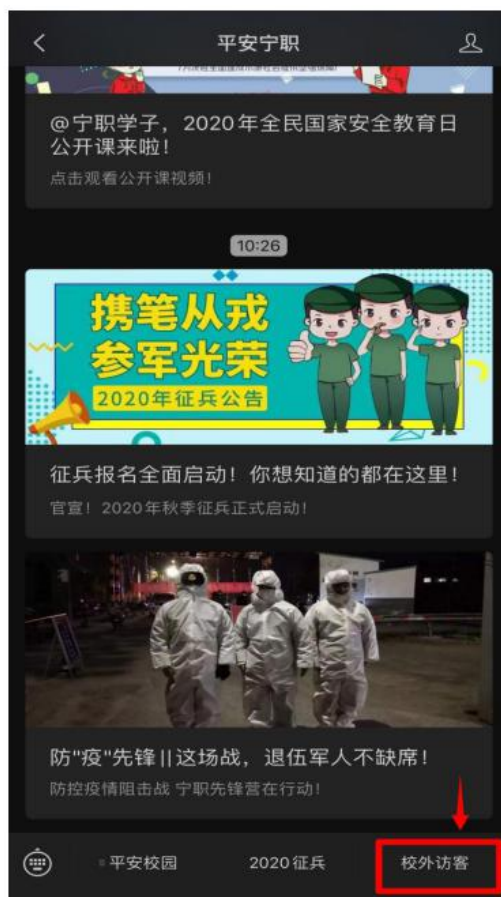 平安宁职
@宁职学子，2020年全民国家安全教育日
公开课来啦！
点击观看公开课视频！
10:26
携笔从戎
参军光荣
2020年征兵公告
征兵报名全面启动！你想知道的都在这里！
官宣！2020年秋季征兵正式启动！
防"疫"先锋||这场战，退伍军人不缺席！
防控疫情阻击战 宁职先锋营在行动！
平安校园
2020征兵
校外访客